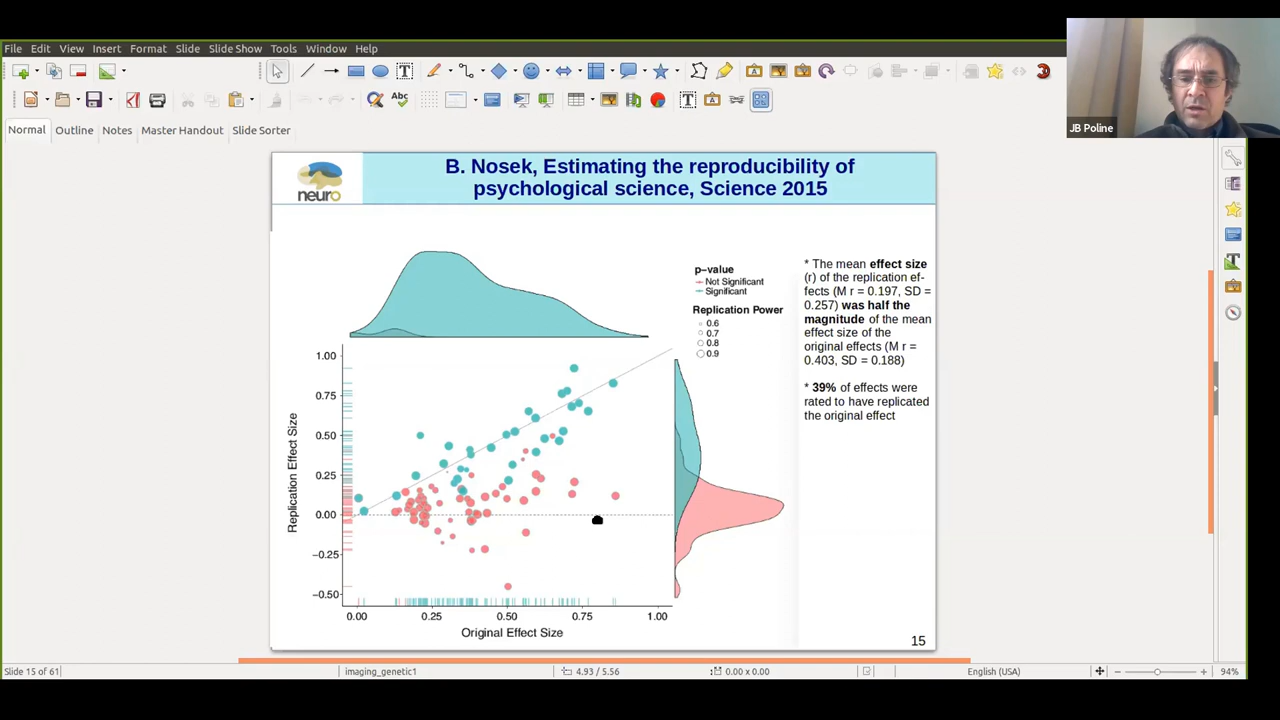 File Edit View Insert Format Slide Slide Show Tools Window Help
Abc
Normal Outline Notes Master Handout Slide Sorter
JB Poline
neuro
B. Nosek, Estimating the reproducibility of
psychological science, Science 2015
p-value
Not Significant
Significant
Replication Power
0.6
0.7
0.8
0.9
* The mean effect size
(r) of the replication ef-
fects (M r = 0.197, SD =
0.257) was half the
magnitude of the mean
effect size of the
original effects (M r =
0.403, SD = 0.188)
* 39% of effects were
rated to have replicated
the original effect
Replication Effect Size
1.00
0.75
0.50
0.25
0.00
−0.25
−0.50
0.00 0.25 0.50 0.75 1.00
Original Effect Size
15
Slide 15 of 61 imaging_genetic1 4.93 / 5.56 0.00 x 0.00 English (USA) 94%